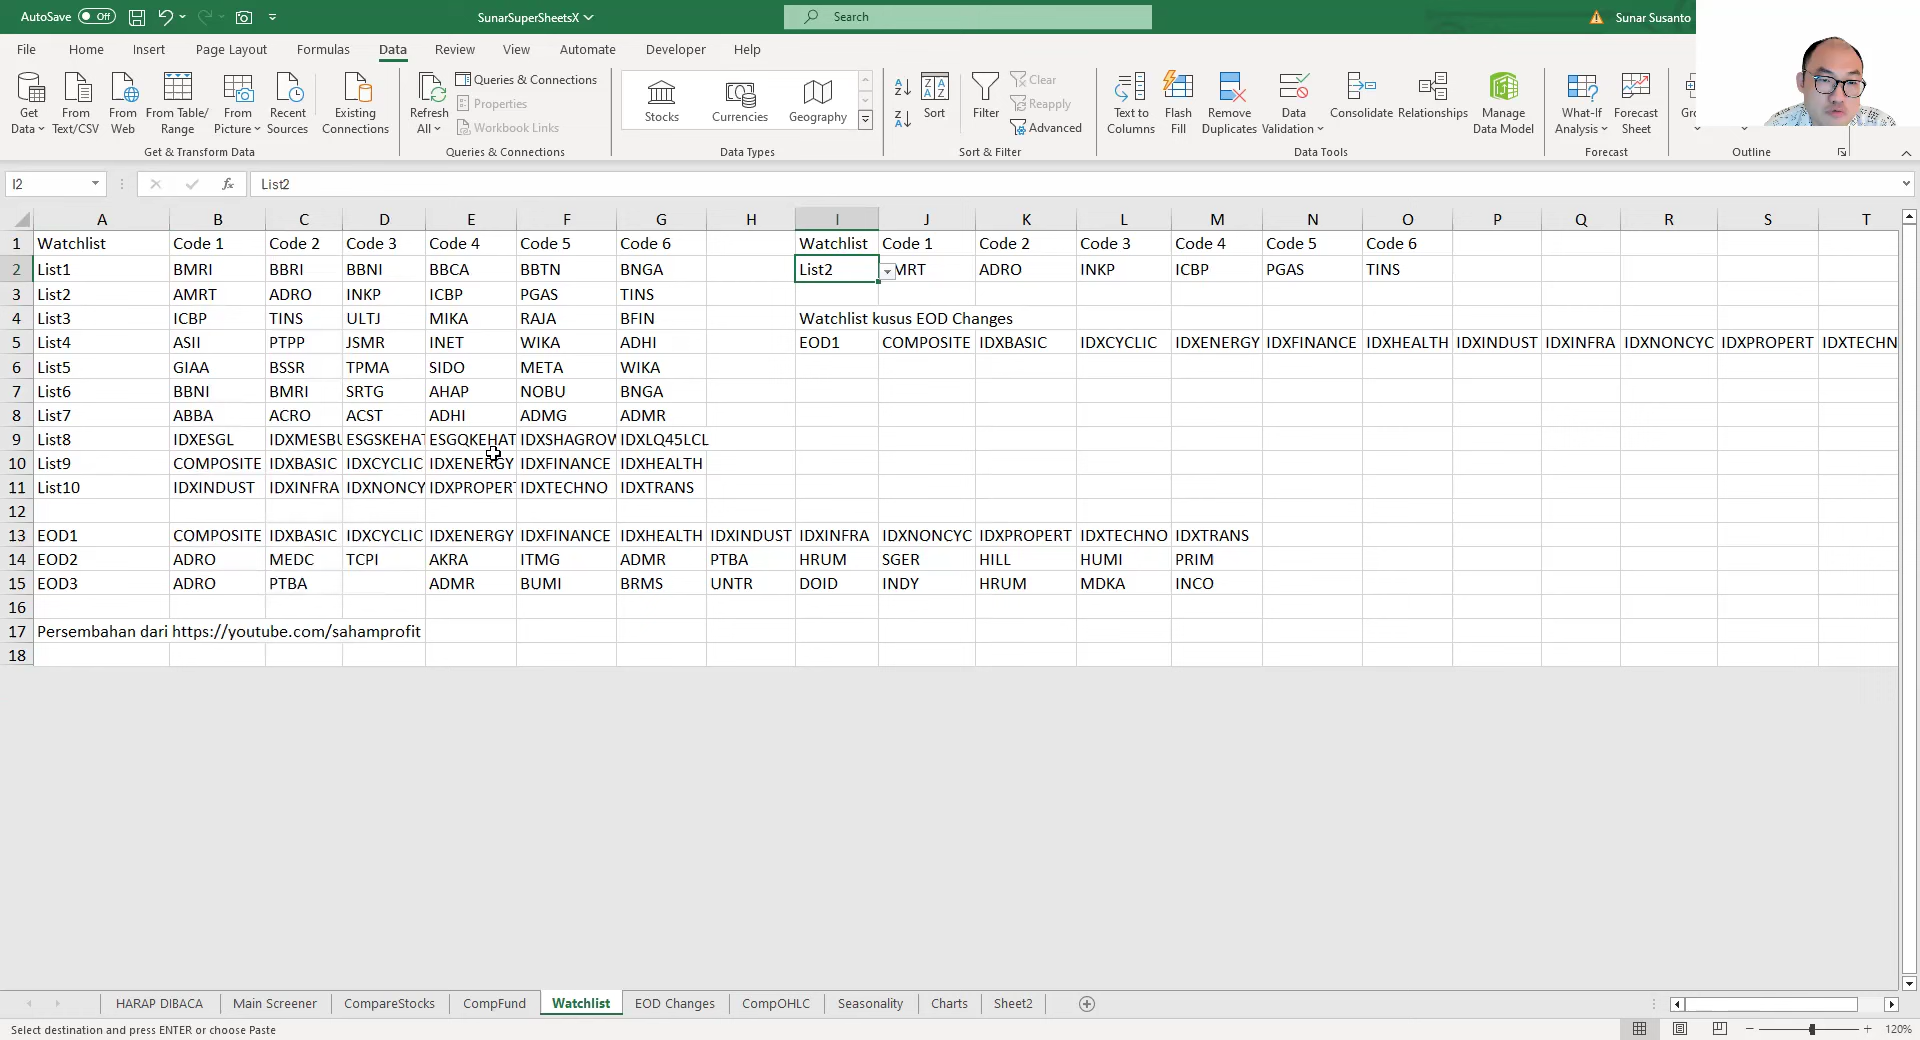 AutoSave Off SunarSuperSheetsX Search Sunar Susanto
File Home Insert Page Layout Formulas Data Review View Automate Developer Help
Get Data From Text/CSV From Web From Table/ Range From Picture Recent Sources Existing Connections
Get & Transform Data
Refresh All Queries & Connections Properties Workbook Links
Queries & Connections
Stocks Currencies Geography
Data Types
Sort Filter Clear Reapply Advanced
Sort & Filter
Text to Columns Flash Fill Remove Duplicates Data Validation Consolidate Relationships Manage Data Model
Data Tools
What-If Analysis Forecast Sheet
Forecast
Outline
I2 fx List2
A B C D E F G H I J K L M N O P Q R S T
1 Watchlist Code 1 Code 2 Code 3 Code 4 Code 5 Code 6 Watchlist Code 1 Code 2 Code 3 Code 4 Code 5 Code 6
2 List1 BMRI BBRI BBNI BBCA BBTN BNGA List2 MRT ADRO INKP ICBP PGAS TINS
3 List2 AMRT ADRO INKP ICBP PGAS TINS
4 List3 ICBP TINS ULTJ MIKA RAJA BFIN Watchlist kusus EOD Changes
5 List4 ASII PTPP JSMR INET WIKA ADHI EOD1 COMPOSITE IDXBASIC IDXCYCLIC IDXENERGY IDXFINANCE IDXHEALTH IDXINDUST IDXINFRA IDXNONCYC IDXPROPERT IDXTECHN
6 List5 GIAA BSSR TPMA SIDO META WIKA
7 List6 BBNI BMRI SRTG AHAP NOBU BNGA
8 List7 ABBA ACRO ACST ADHI ADMG ADMR
9 List8 IDXESGL IDXMESBU ESGSKEHAT ESGQKEHAT IDXSHAGROW IDXLQ45LCL
10 List9 COMPOSITE IDXBASIC IDXCYCLIC IDXENERGY IDXFINANCE IDXHEALTH
11 List10 IDXINDUST IDXINFRA IDXNONCY IDXPROPERT IDXTECHNO IDXTRANS
12
13 EOD1 COMPOSITE IDXBASIC IDXCYCLIC IDXENERGY IDXFINANCE IDXHEALTH IDXINDUST IDXINFRA IDXNONCYC IDXPROPERT IDXTECHNO IDXTRANS
14 EOD2 ADRO MEDC TCPI AKRA ITMG ADMR PTBA HRUM SGER HILL HUMI PRIM
15 EOD3 ADRO PTBA ADMR BUMI BRMS UNTR DOID INDY HRUM MDKA INCO
16
17 Persembahan dari https://youtube.com/sahamprofit
18
HARAP DIBACA Main Screener CompareStocks CompFund Watchlist EOD Changes CompOHLC Seasonality Charts Sheet2
Select destination and press ENTER or choose Paste 120%